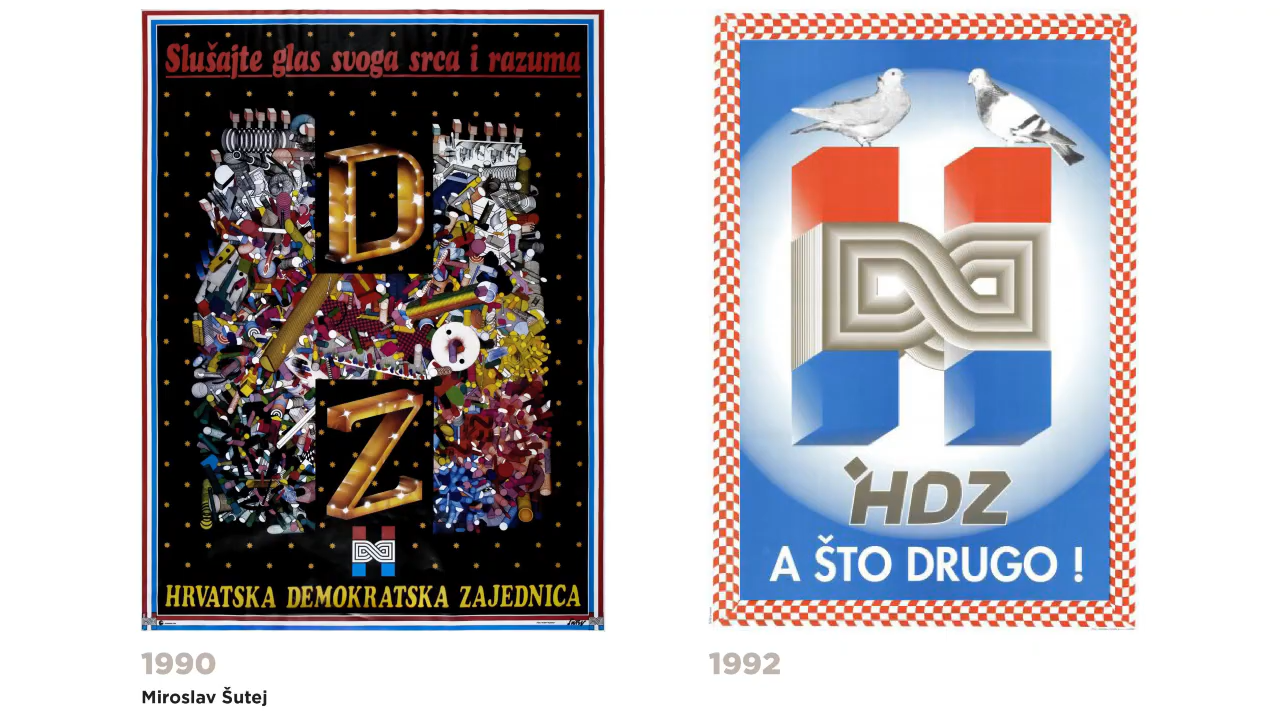 Slušajte glas svoga srca i razuma
D
Z
HRVATSKA DEMOKRATSKA ZAJEDNICA
1990
Miroslav Šutej
HDZ
A ŠTO DRUGO !
1992